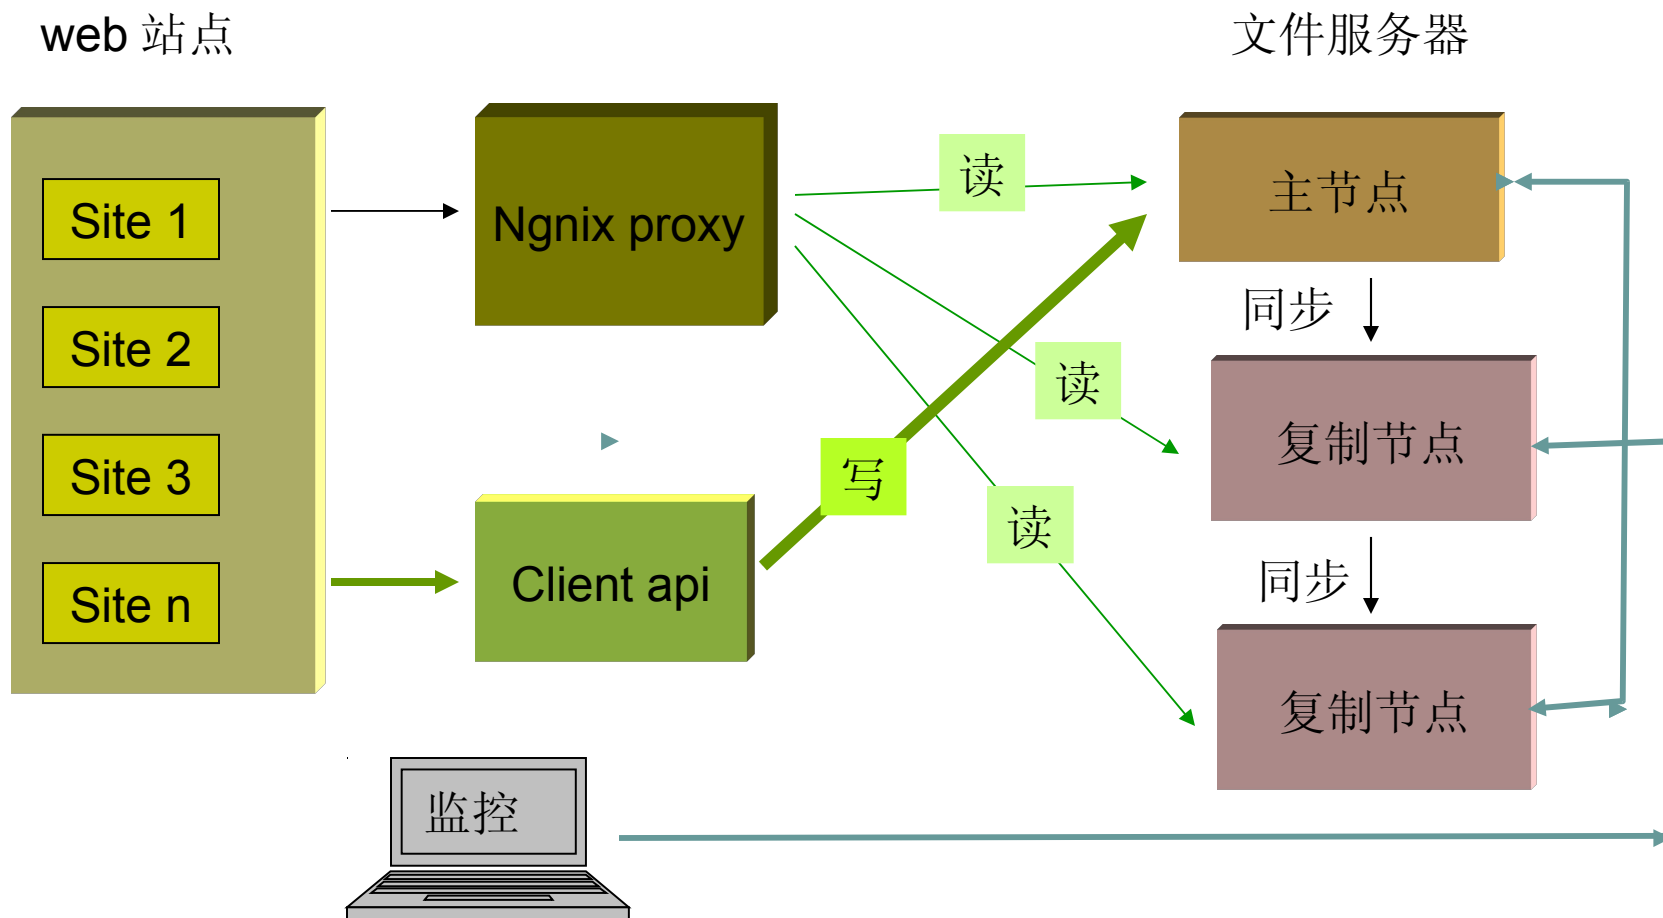 web 站点
文件服务器
Site 1
Site 2
Site 3
Site n
Ngnix proxy
Client api
读
读
读
写
主节点
同步
复制节点
同步
复制节点
监控